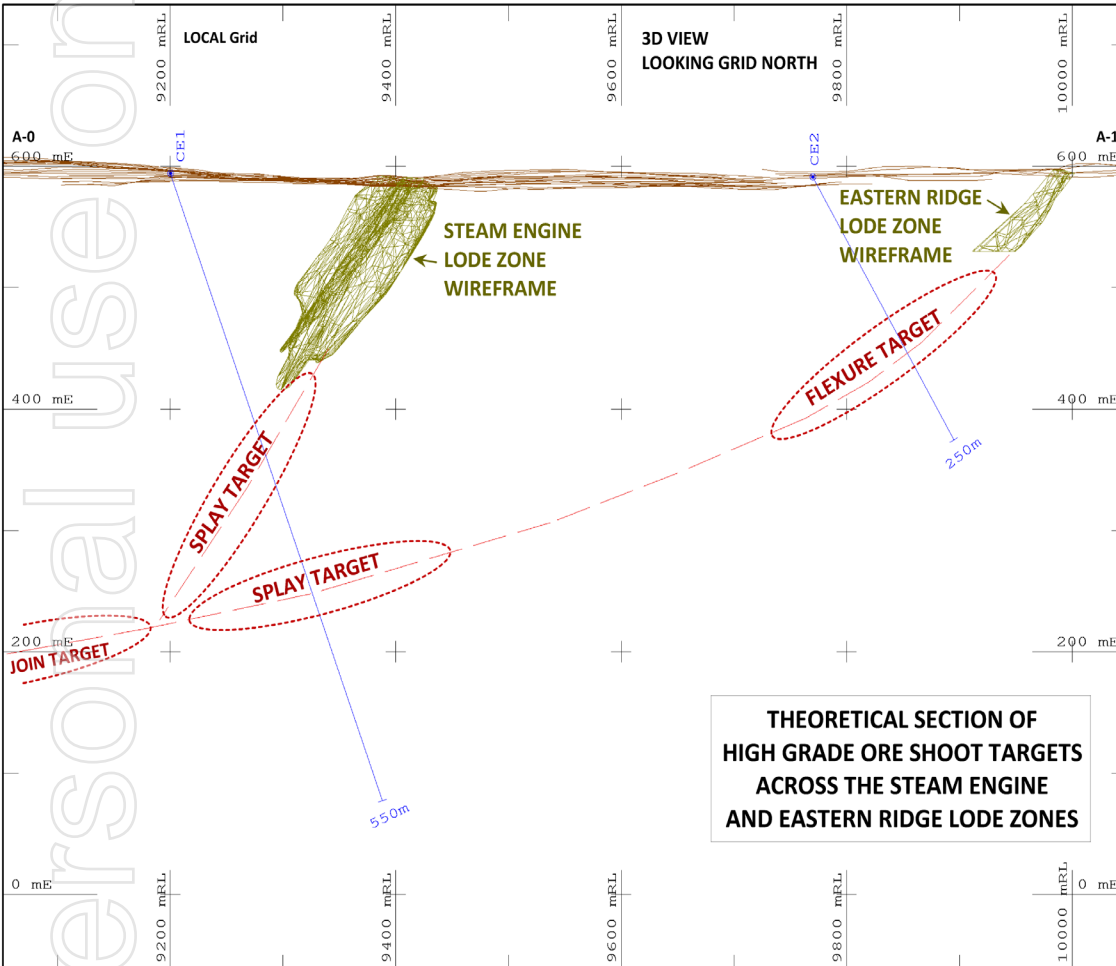 9200 mRL
9400 mRL
9800 mRL
10000 mRL
LOCAL Grid
3D VIEW
LOOKING GRID NORTH
A-0
A-1
CE1
CE2
600 mE
600 mE
STEAM ENGINE
LODE ZONE
WIREFRAME
EASTERN RIDGE
LODE ZONE
WIREFRAME
FLEXURE TARGET
400 mE
400 mE
250m
SPLAY TARGET
SPLAY TARGET
200 mE
200 mE
JOIN TARGET
THEORETICAL SECTION OF
HIGH GRADE ORE SHOOT TARGETS
ACROSS THE STEAM ENGINE
AND EASTERN RIDGE LODE ZONES
550m
0 mE
0 mE
9200 mRL
9400 mRL
9600 mRL
9800 mRL
10000 mRL
9600 mRL
ersonal use on